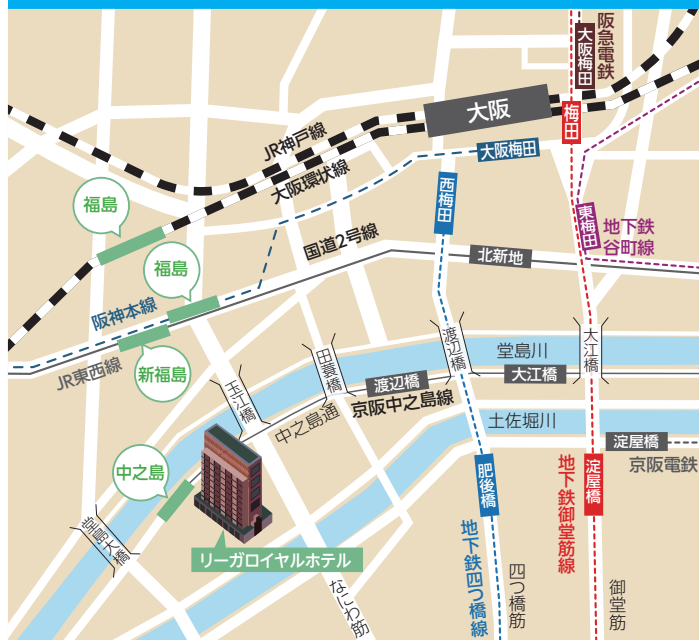 阪急電鉄
大阪梅田
大阪
梅田
JR神戸線
大阪環状線
大阪梅田
西梅田
福島
東梅田
地下鉄
谷町線
国道2号線
北新地
福島
阪神本線
JR東西線
新福島
渡辺橋
大江橋
堂島川
田蓑橋
渡辺橋
大江橋
玉江橋
中之島通
京阪中之島線
土佐堀川
淀屋橋
京阪電鉄
中之島
肥後橋
淀屋橋
地下鉄御堂筋線
堂島大橋
リーガロイヤルホテル
地下鉄四つ橋線
四つ橋筋
御堂筋
なにわ筋